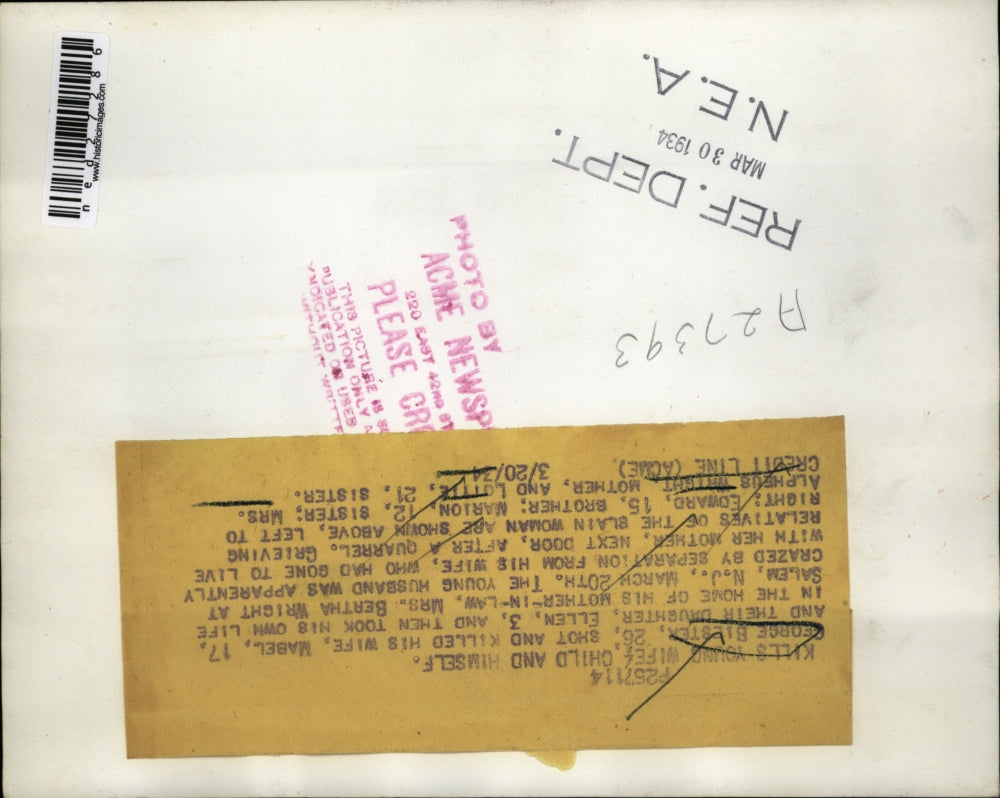 P257114
KILLS YOUNG WIFE, CHILD AND HIMSELF.
GEORGE BIESTER, 26, SHOT AND KILLED HIS WIFE, MABEL, 17,
AND THEIR DAUGHTER, ELLEN, 3, AND THEN TOOK HIS OWN LIFE
IN THE HOME OF HIS MOTHER-IN-LAW, MRS. BERTHA WRIGHT AT
SALEM, N.J., MARCH 20TH. THE YOUNG HUSBAND WAS APPARENTLY
CRAZED BY SEPARATION FROM HIS WIFE, WHO HAD GONE TO LIVE
WITH HER MOTHER, NEXT DOOR, AFTER A QUARREL. GRIEVING
RELATIVES OF THE SLAIN WOMAN ARE SHOWN ABOVE, LEFT TO
RIGHT: EDWARD, 15, BROTHER; MARION, 12, SISTER; MRS.
ALPHEUS WRIGHT, MOTHER, AND LOTTIE, 21, SISTER.
CREDIT LINE (ACME) 3/20/34
A27393
REF. DEPT.
MAR 30 1934
N.E.A.
PHOTO BY
ACME NEWSP
220 EAST 42ND ST
PLEASE CRE
THIS PICTURE IS
PUBLICATION ONLY
OR USED
ned27286
www.historicimages.com